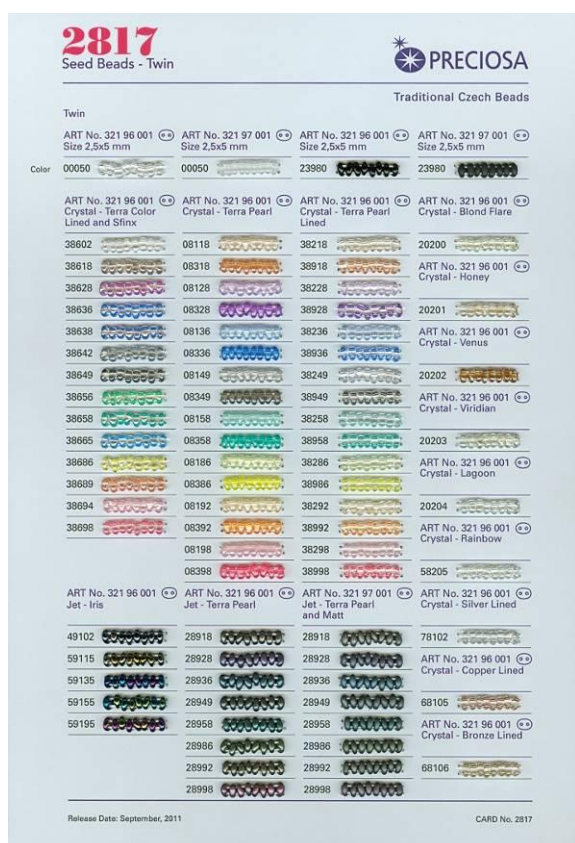 2817
Seed Beads - Twin
PRECIOSA
Traditional Czech Beads
Twin
ART No. 321 96 001
Size 2,5x5 mm
ART No. 321 97 001
Size 2,5x5 mm
ART No. 321 96 001
Size 2,5x5 mm
ART No. 321 97 001
Size 2,5x5 mm
Color
00050
00050
23980
23980
ART No. 321 96 001
Crystal - Terra Color
Lined and Sfinx
38602
38618
38628
38636
38638
38642
38649
38656
38658
38665
38686
38689
38694
38698
ART No. 321 96 001
Crystal - Terra Pearl
08118
08318
08128
08328
08136
08336
08149
08349
08158
08358
08186
08386
08192
08392
08198
08398
ART No. 321 96 001
Crystal - Terra Pearl
Lined
38218
38918
38228
38928
38236
38936
38249
38949
38258
38958
38286
38986
38292
38992
38298
38998
ART No. 321 96 001
Crystal - Blond Flare
20200
ART No. 321 96 001
Crystal - Honey
20201
ART No. 321 96 001
Crystal - Venus
20202
ART No. 321 96 001
Crystal - Viridian
20203
ART No. 321 96 001
Crystal - Lagoon
20204
ART No. 321 96 001
Crystal - Rainbow
58205
ART No. 321 96 001
Jet - Iris
49102
59115
59135
59155
59195
ART No. 321 96 001
Jet - Terra Pearl
28918
28928
28936
28949
28958
28986
28992
28998
ART No. 321 97 001
Jet - Terra Pearl
and Matt
28918
28928
28936
28949
28958
28986
28992
28998
ART No. 321 96 001
Crystal - Silver Lined
78102
ART No. 321 96 001
Crystal - Copper Lined
68105
ART No. 321 96 001
Crystal - Bronze Lined
68106
Release Date: September, 2011
CARD No. 2817